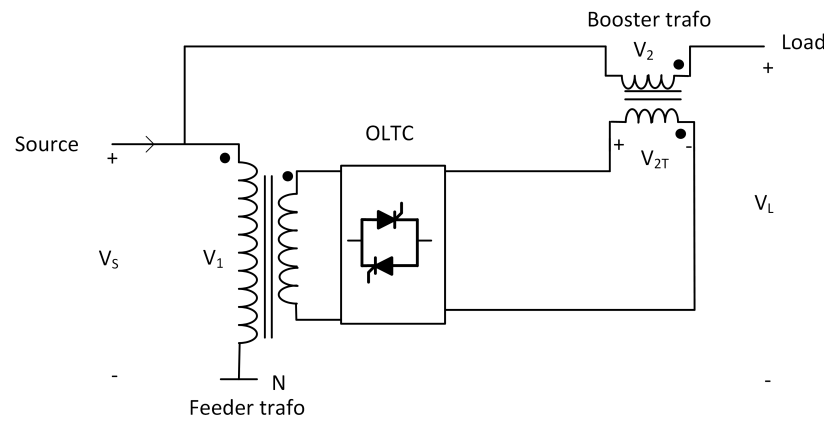 Booster trafo
V2
Load
+
Source
+
OLTC
+
V2T
-
VS
V1
VL
-
N
-
Feeder trafo